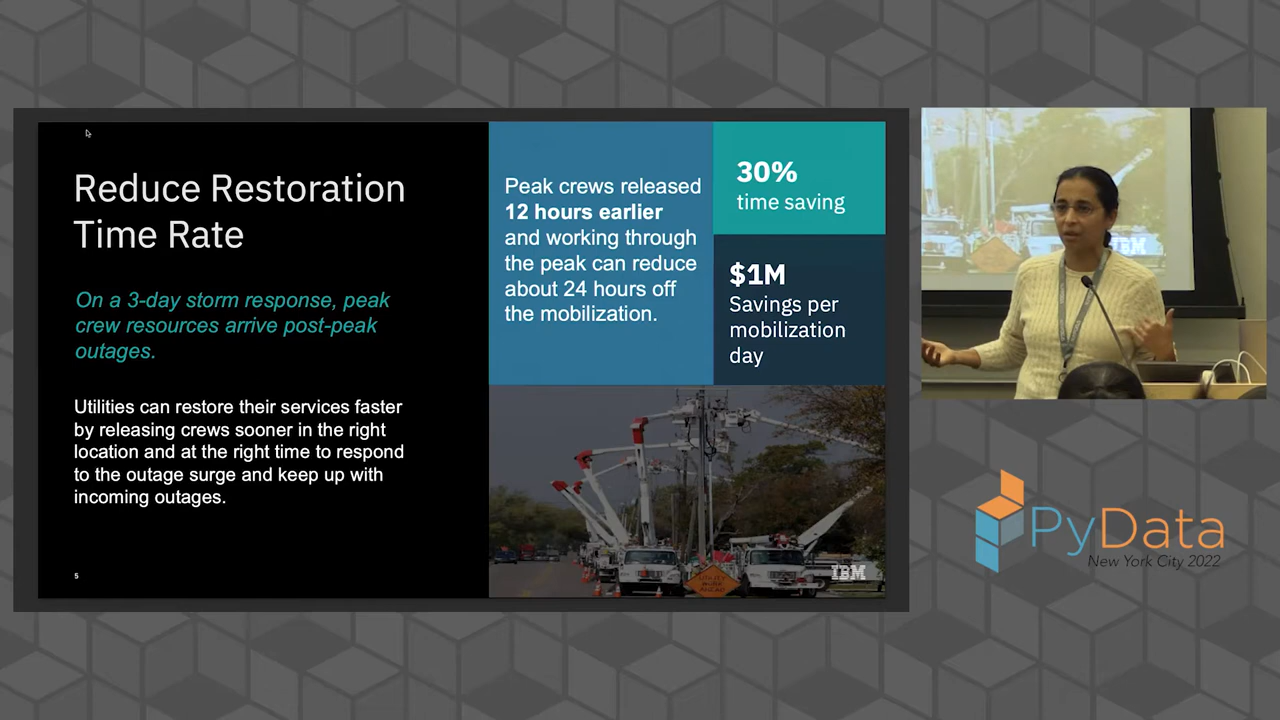 Reduce Restoration
Time Rate
On a 3-day storm response, peak
crew resources arrive post-peak
outages.
Utilities can restore their services faster
by releasing crews sooner in the right
location and at the right time to respond
to the outage surge and keep up with
incoming outages.
5
Peak crews released
12 hours earlier
and working through
the peak can reduce
about 24 hours off
the mobilization.
30%
time saving
$1M
Savings per
mobilization
day
UTILITY
WORK
AHEAD
IBM
IBM
PyData
New York City 2022